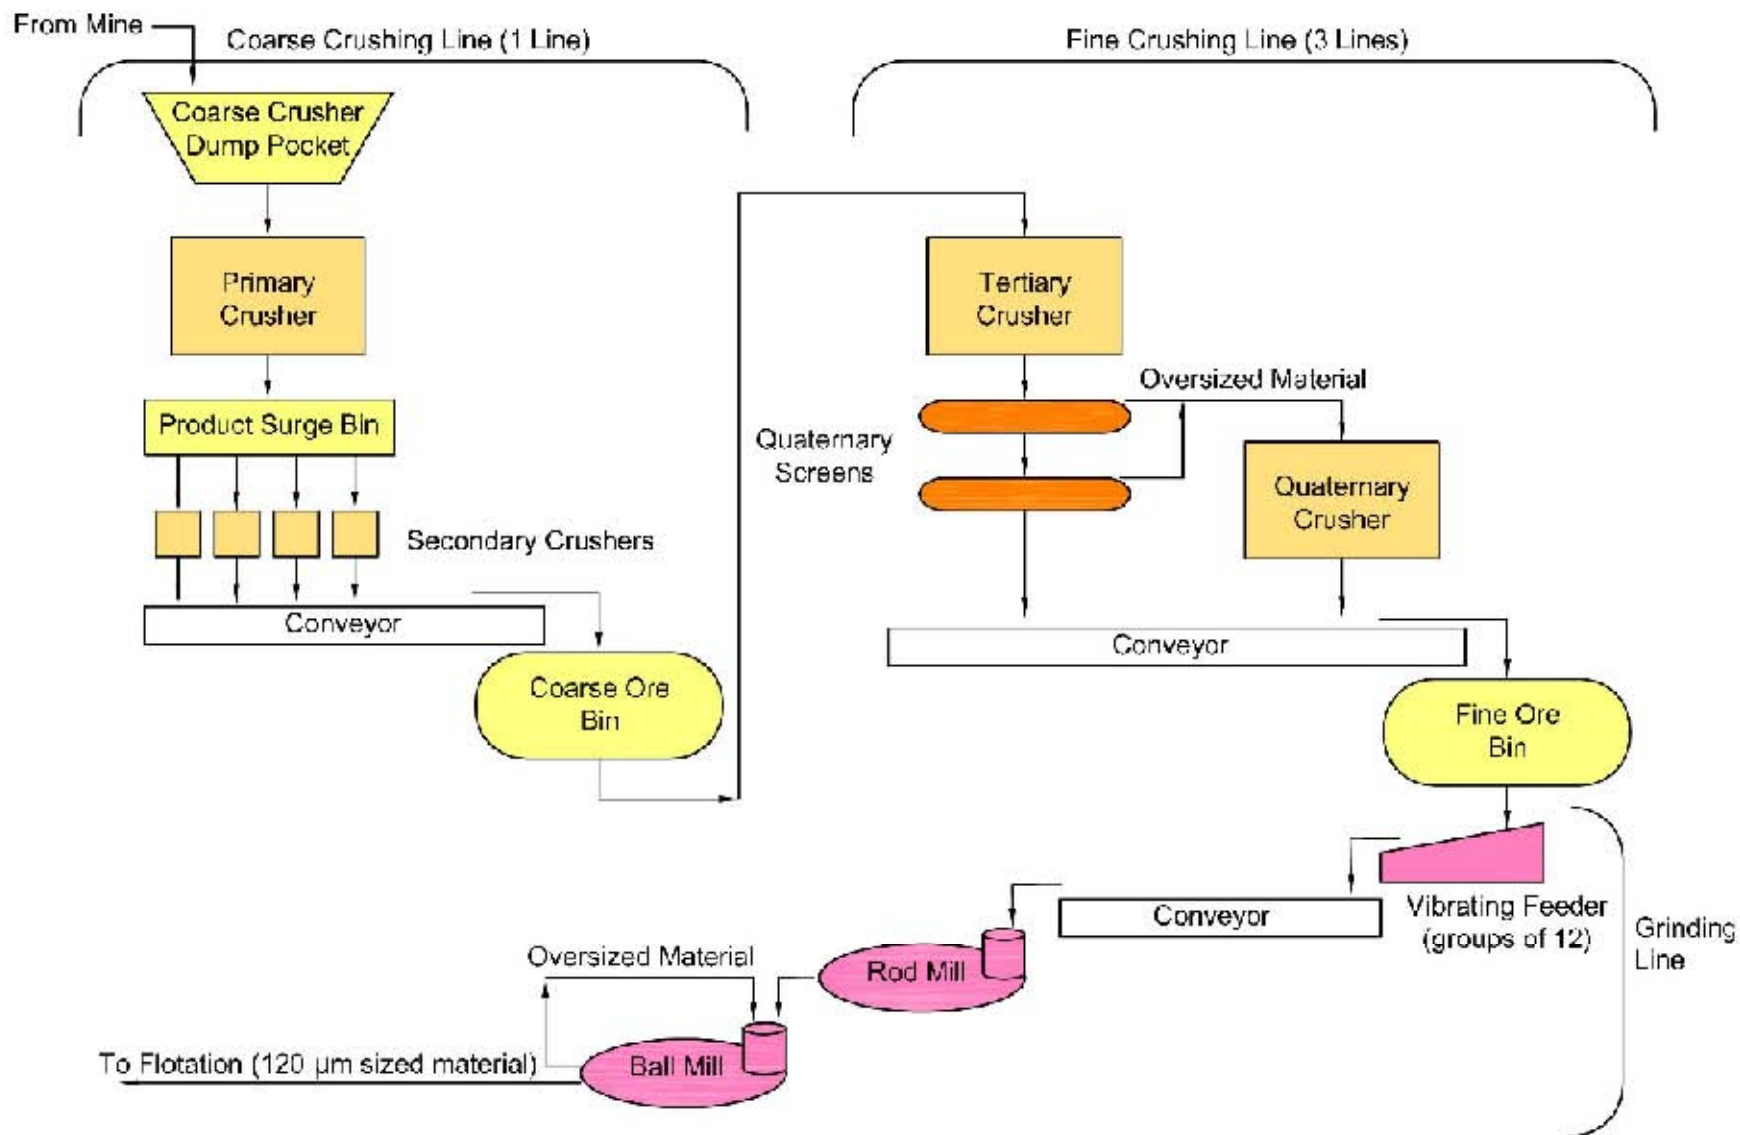 From Mine
Coarse Crushing Line (1 Line)
Fine Crushing Line (3 Lines)
Coarse Crusher
Dump Pocket
Primary
Crusher
Product Surge Bin
Secondary Crushers
Conveyor
Coarse Ore
Bin
Tertiary
Crusher
Oversized Material
Quaternary
Screens
Quaternary
Crusher
Conveyor
Fine Ore
Bin
Vibrating Feeder
(groups of 12)
Grinding
Line
Conveyor
Rod Mill
Oversized Material
Ball Mill
To Flotation (120 µm sized material)